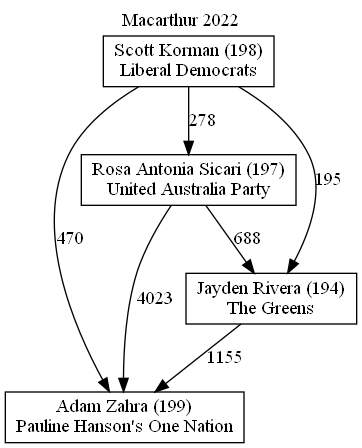 Macarthur 2022
Scott Korman (198)
Liberal Democrats
278
Rosa Antonia Sicari (197)
United Australia Party
195
470
4023
688
Jayden Rivera (194)
The Greens
1155
Adam Zahra (199)
Pauline Hanson's One Nation